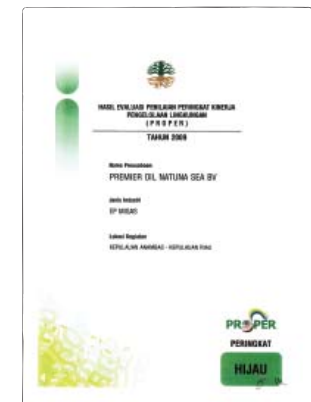 HASIL EVALUASI PENILAIAN PERINGKAT KINERJA
PENGELOLAAN LINGKUNGAN
(PROPER)
TAHUN 2009
Nama Perusahaan
PREMIER OIL NATUNA SEA BV
Jenis Industri
EP MIGAS
Lokasi Kegiatan
KEPULAUAN ANAMBAS - KEPULAUAN RIAU
PROPER
PERINGKAT
HIJAU